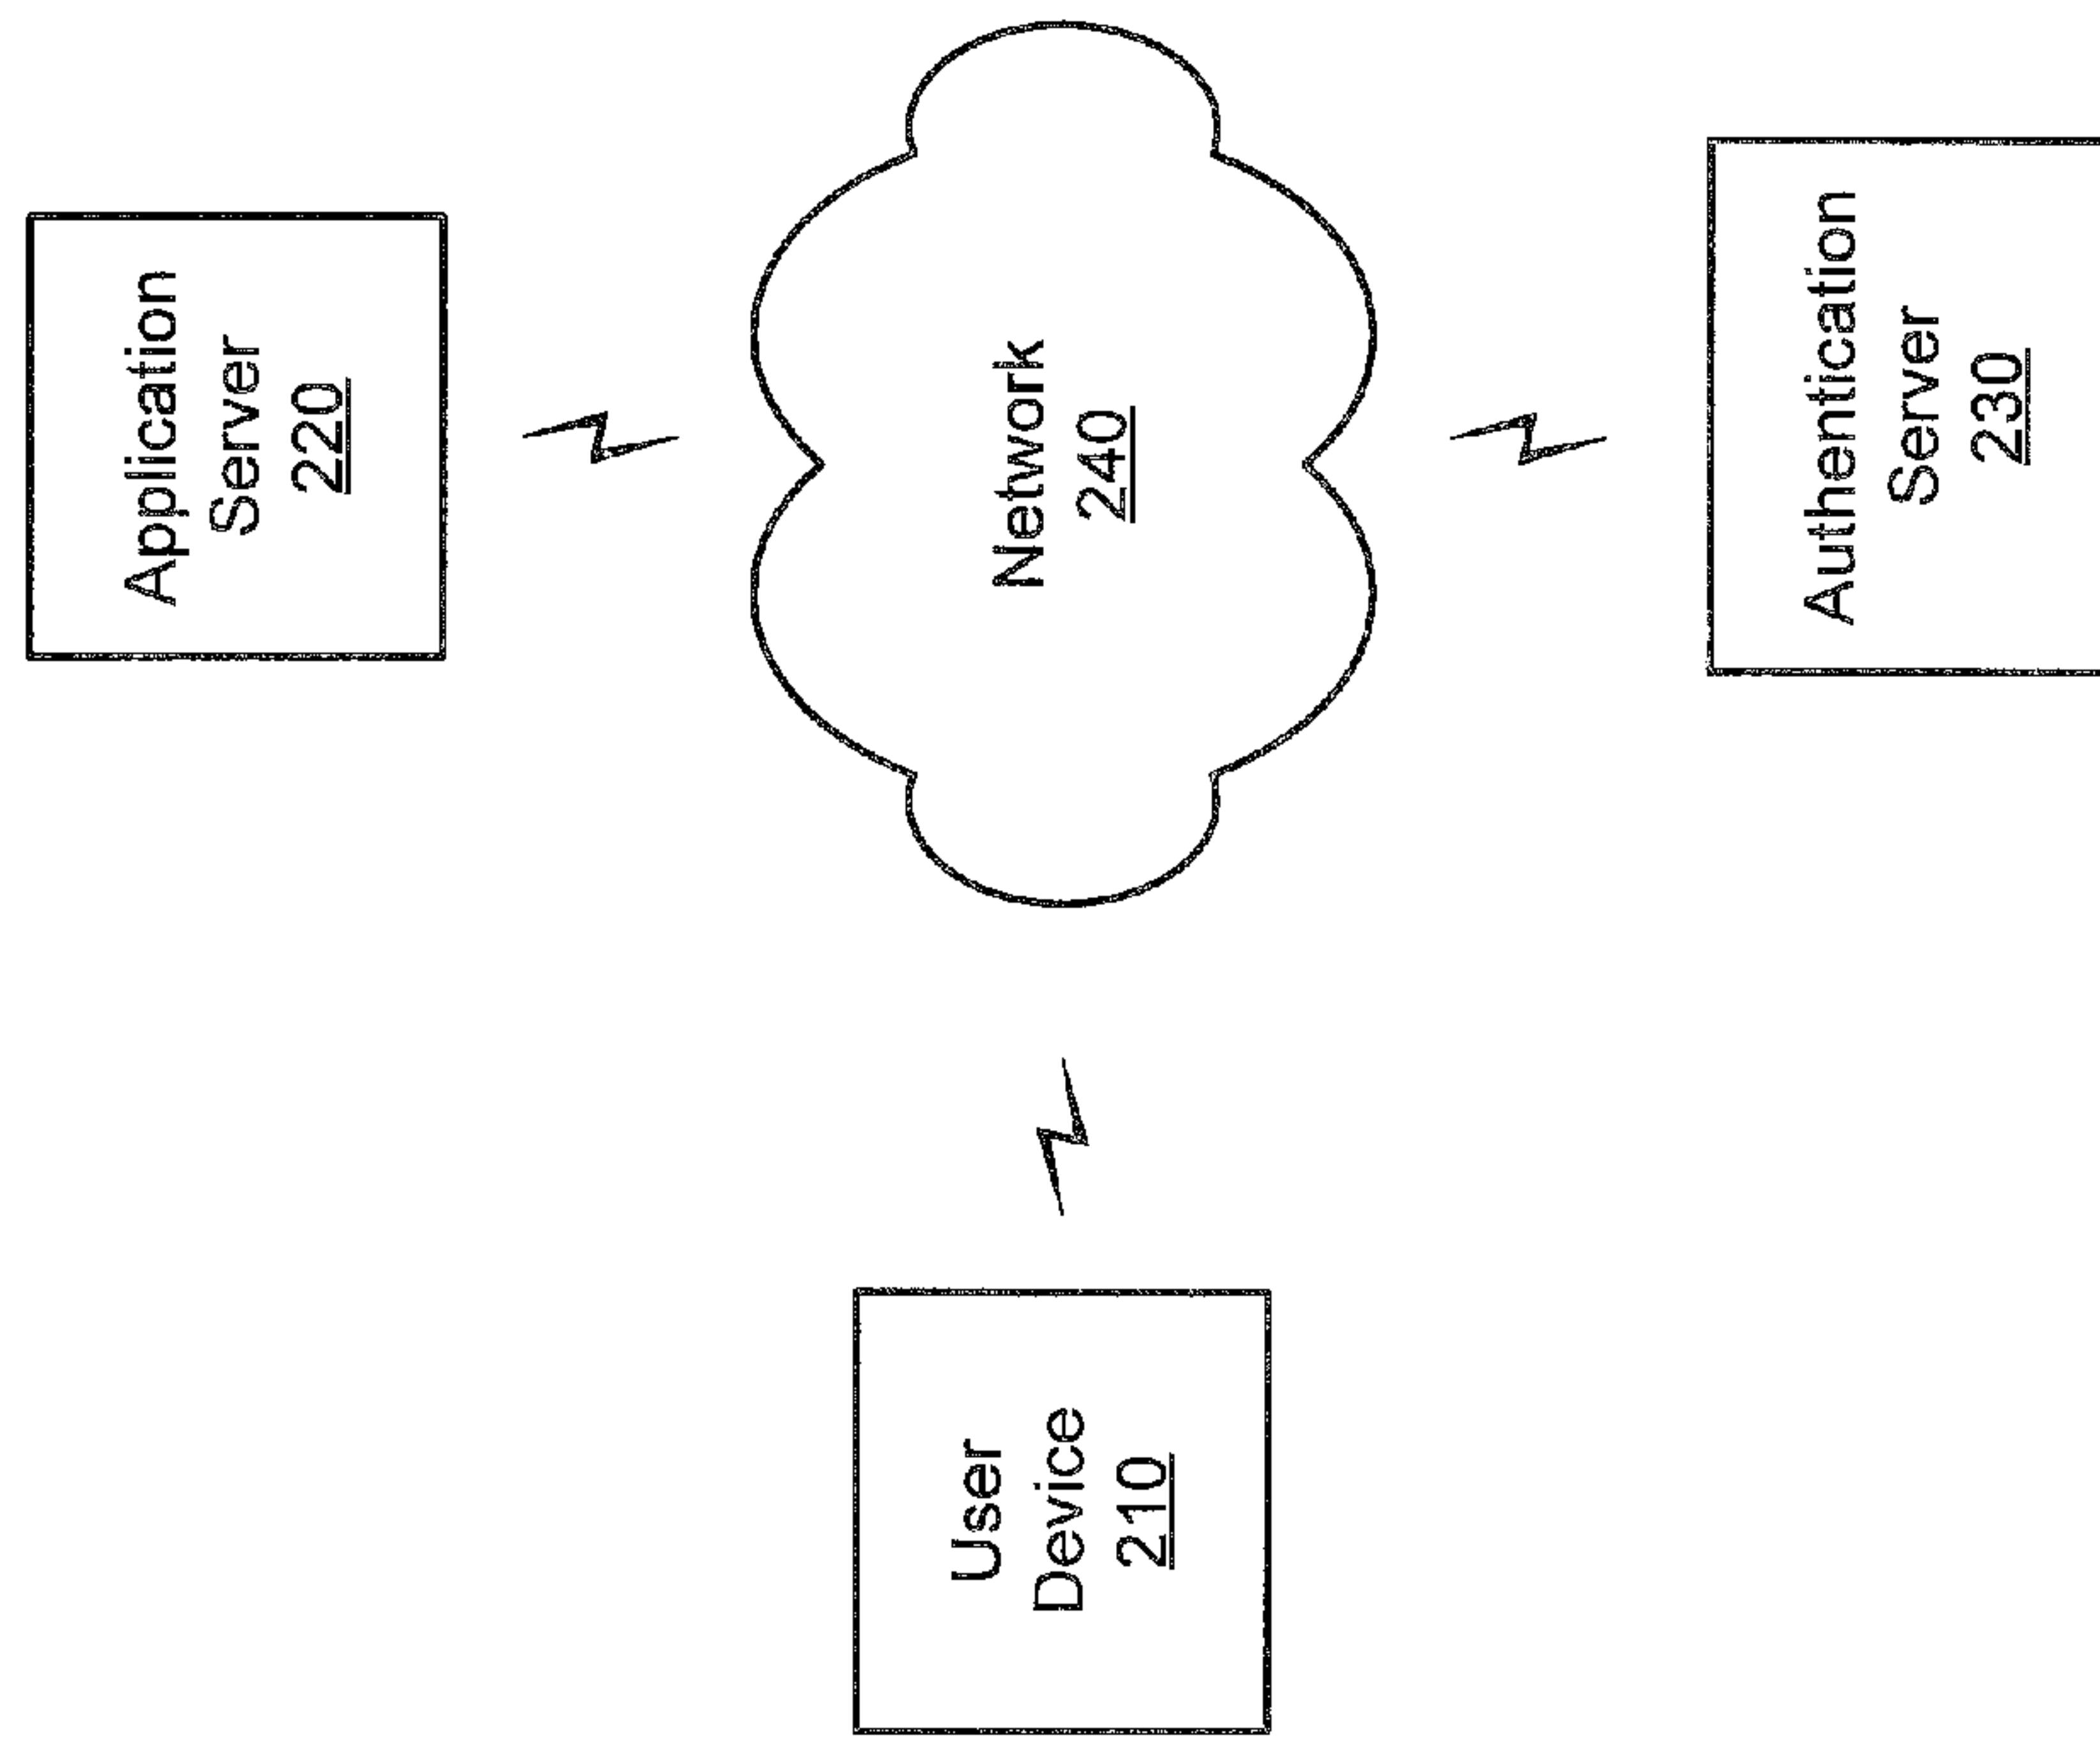 User
Device
210
Application
Server
220
Network
240
Authentication
Server
230